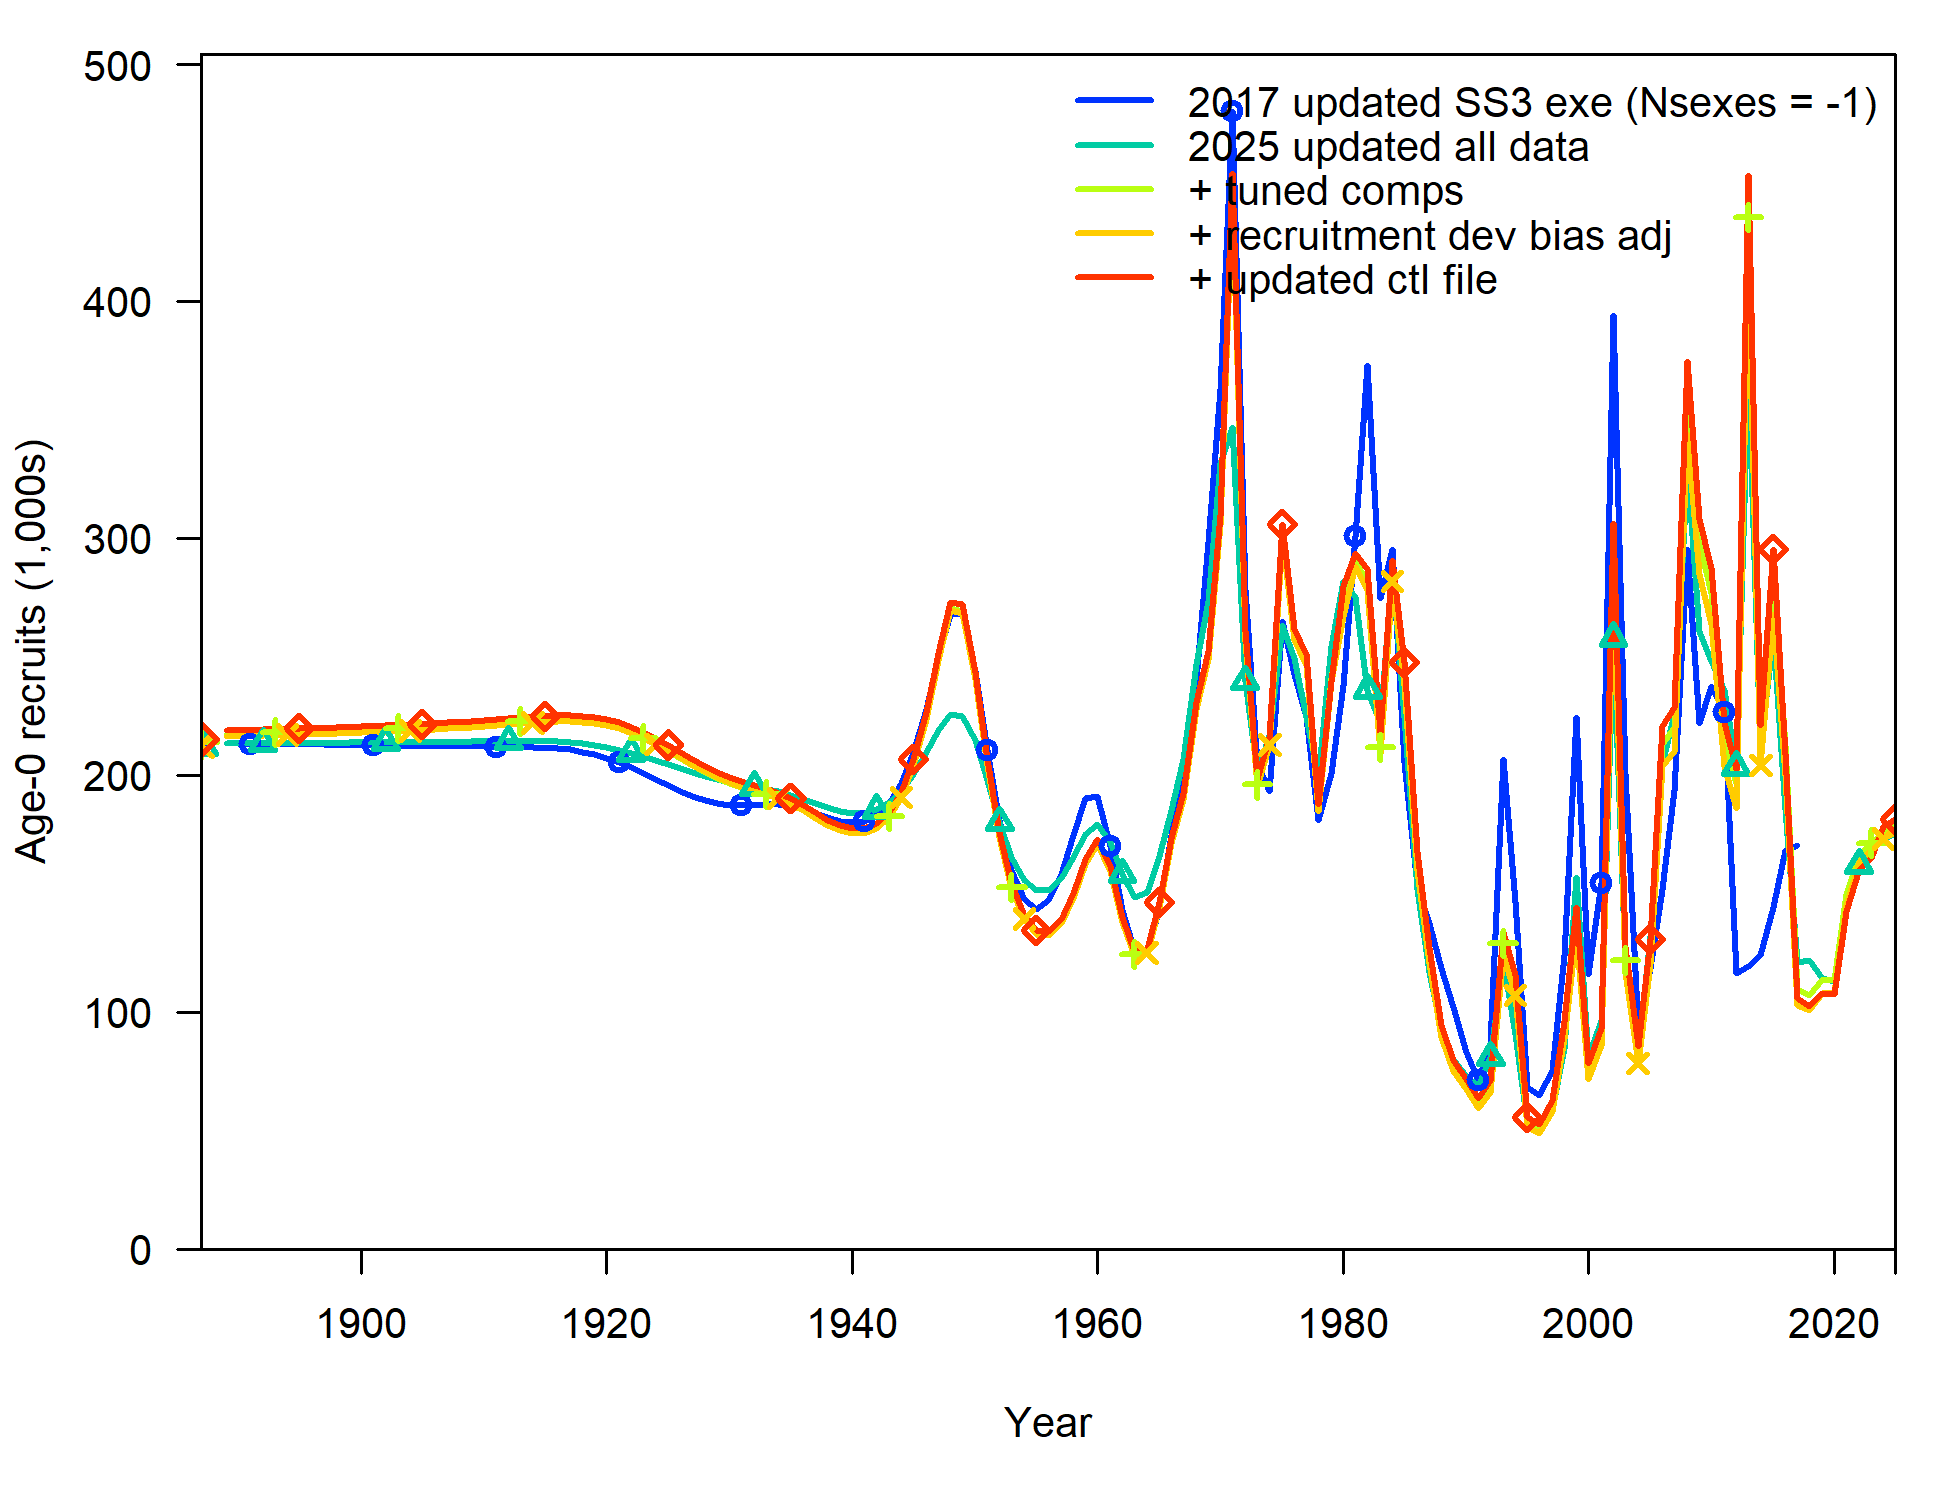 500
400
300
200
100
0
Age-0 recruits (1,000s)
2017 updated SS3 exe (Nsexes = -1)
2025 updated all data
+ tuned comps
+ recruitment dev bias adj
+ updated ctl file
1900 1920 1940 1960 1980 2000 2020
Year